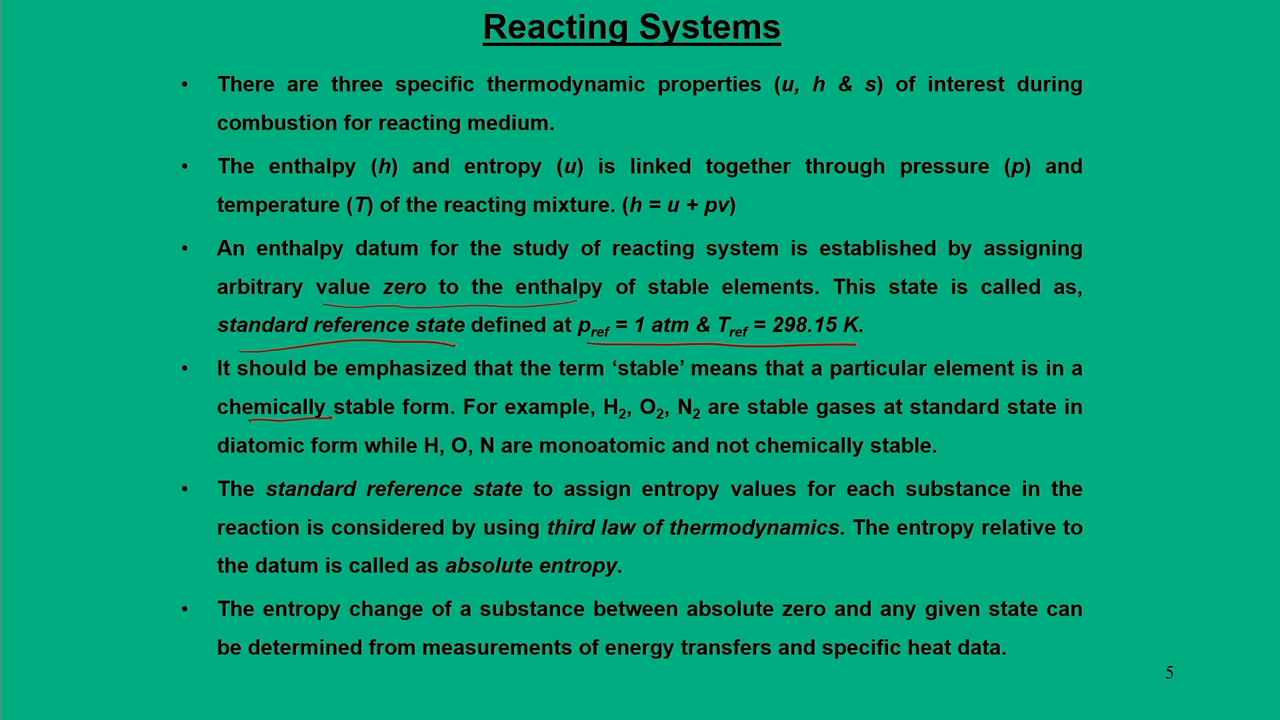 Reacting Systems
• There are three specific thermodynamic properties (u, h & s) of interest during
combustion for reacting medium.
• The enthalpy (h) and entropy (u) is linked together through pressure (p) and
temperature (T) of the reacting mixture. (h = u + pv)
• An enthalpy datum for the study of reacting system is established by assigning
arbitrary value zero to the enthalpy of stable elements. This state is called as,
standard reference state defined at pref = 1 atm & Tref = 298.15 K.
• It should be emphasized that the term ‘stable’ means that a particular element is in a
chemically stable form. For example, H2, O2, N2 are stable gases at standard state in
diatomic form while H, O, N are monoatomic and not chemically stable.
• The standard reference state to assign entropy values for each substance in the
reaction is considered by using third law of thermodynamics. The entropy relative to
the datum is called as absolute entropy.
• The entropy change of a substance between absolute zero and any given state can
be determined from measurements of energy transfers and specific heat data.
5